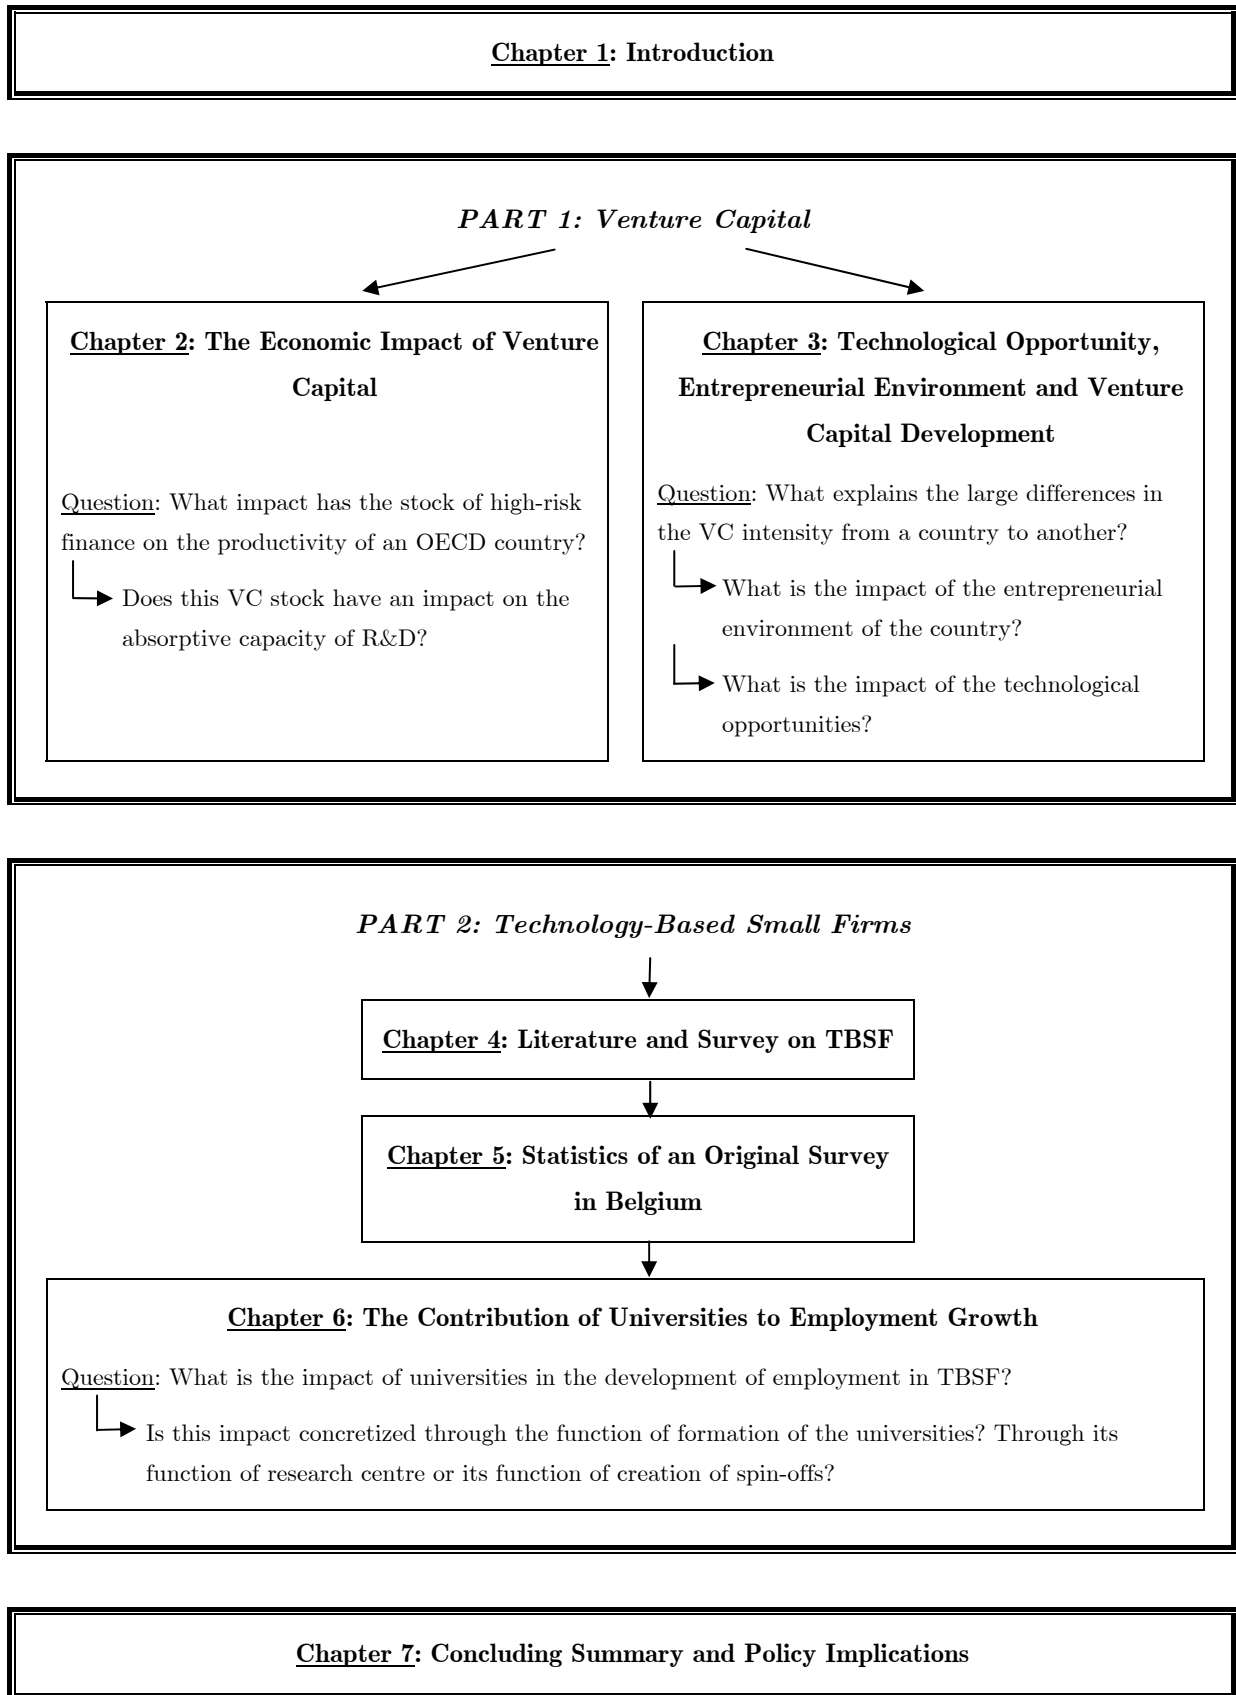 Chapter 1: Introduction
PART 1: Venture Capital
Chapter 2: The Economic Impact of Venture
Capital
Question: What impact has the stock of high-risk
finance on the productivity of an OECD country?
Does this VC stock have an impact on the
absorptive capacity of R&D?
Chapter 3: Technological Opportunity,
Entrepreneurial Environment and Venture
Capital Development
Question: What explains the large differences in
the VC intensity from a country to another?
What is the impact of the entrepreneurial
environment of the country?
What is the impact of the technological
opportunities?
PART 2: Technology-Based Small Firms
Chapter 4: Literature and Survey on TBSF
Chapter 5: Statistics of an Original Survey
in Belgium
Chapter 6: The Contribution of Universities to Employment Growth
Question: What is the impact of universities in the development of employment in TBSF?
Is this impact concretized through the function of formation of the universities? Through its
function of research centre or its function of creation of spin-offs?
Chapter 7: Concluding Summary and Policy Implications